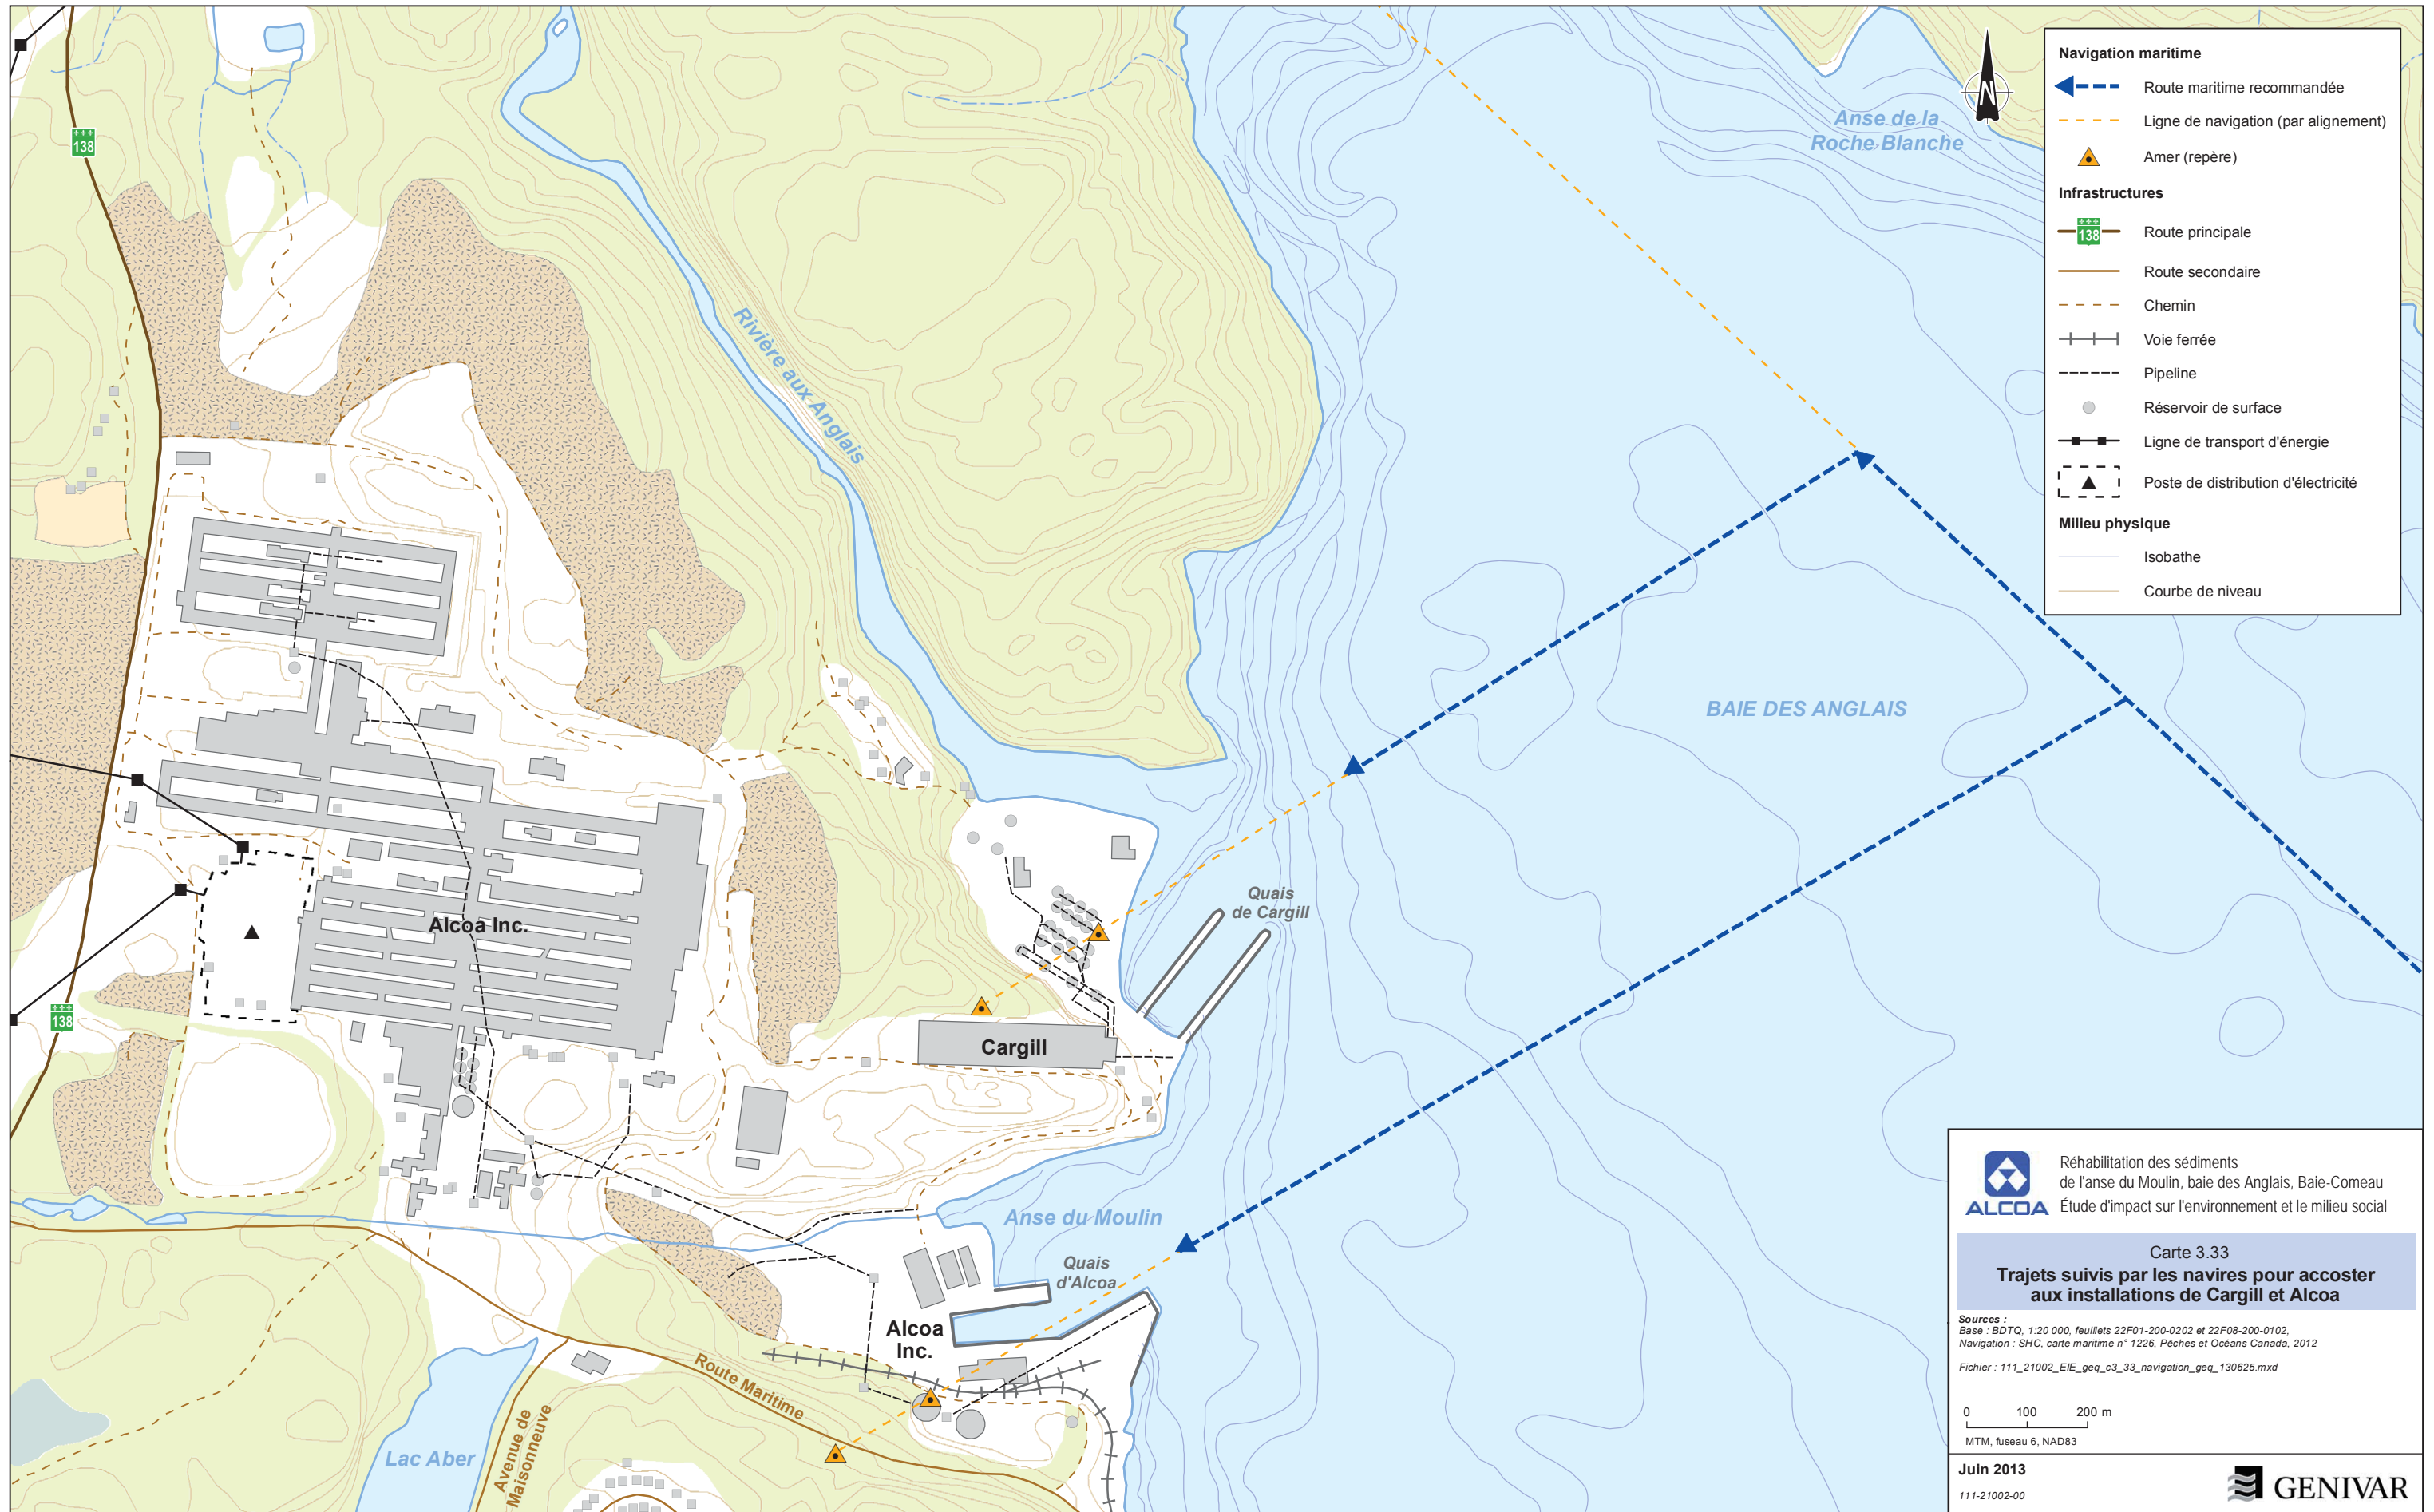 138
Rivière aux Anglais
Anse de la
Roche Blanche
N
BAIE DES ANGLAIS
Quais
de Cargill
Alcoa Inc.
138
Cargill
Anse du Moulin
Quais
d'Alcoa
Alcoa
Inc.
Route Maritime
Avenue de
Maisonneuve
Lac Aber
Navigation maritime
Route maritime recommandée
Ligne de navigation (par alignement)
Amer (repère)
Infrastructures
138
Route principale
Route secondaire
Chemin
Voie ferrée
Pipeline
Réservoir de surface
Ligne de transport d'énergie
Poste de distribution d'électricité
Milieu physique
Isobathe
Courbe de niveau
ALCOA
Réhabilitation des sédiments
de l'anse du Moulin, baie des Anglais, Baie-Comeau
Étude d'impact sur l'environnement et le milieu social
Carte 3.33
Trajets suivis par les navires pour accoster
aux installations de Cargill et Alcoa
Sources :
Base : BDTQ, 1:20 000, feuillets 22F01-200-0202 et 22F08-200-0102,
Navigation : SHC, carte maritime n° 1226, Pêches et Océans Canada, 2012
Fichier : 111_21002_EIE_geq_c3_33_navigation_geq_130625.mxd
0 100 200 m
MTM, fuseau 6, NAD83
Juin 2013
111-21002-00
GENIVAR